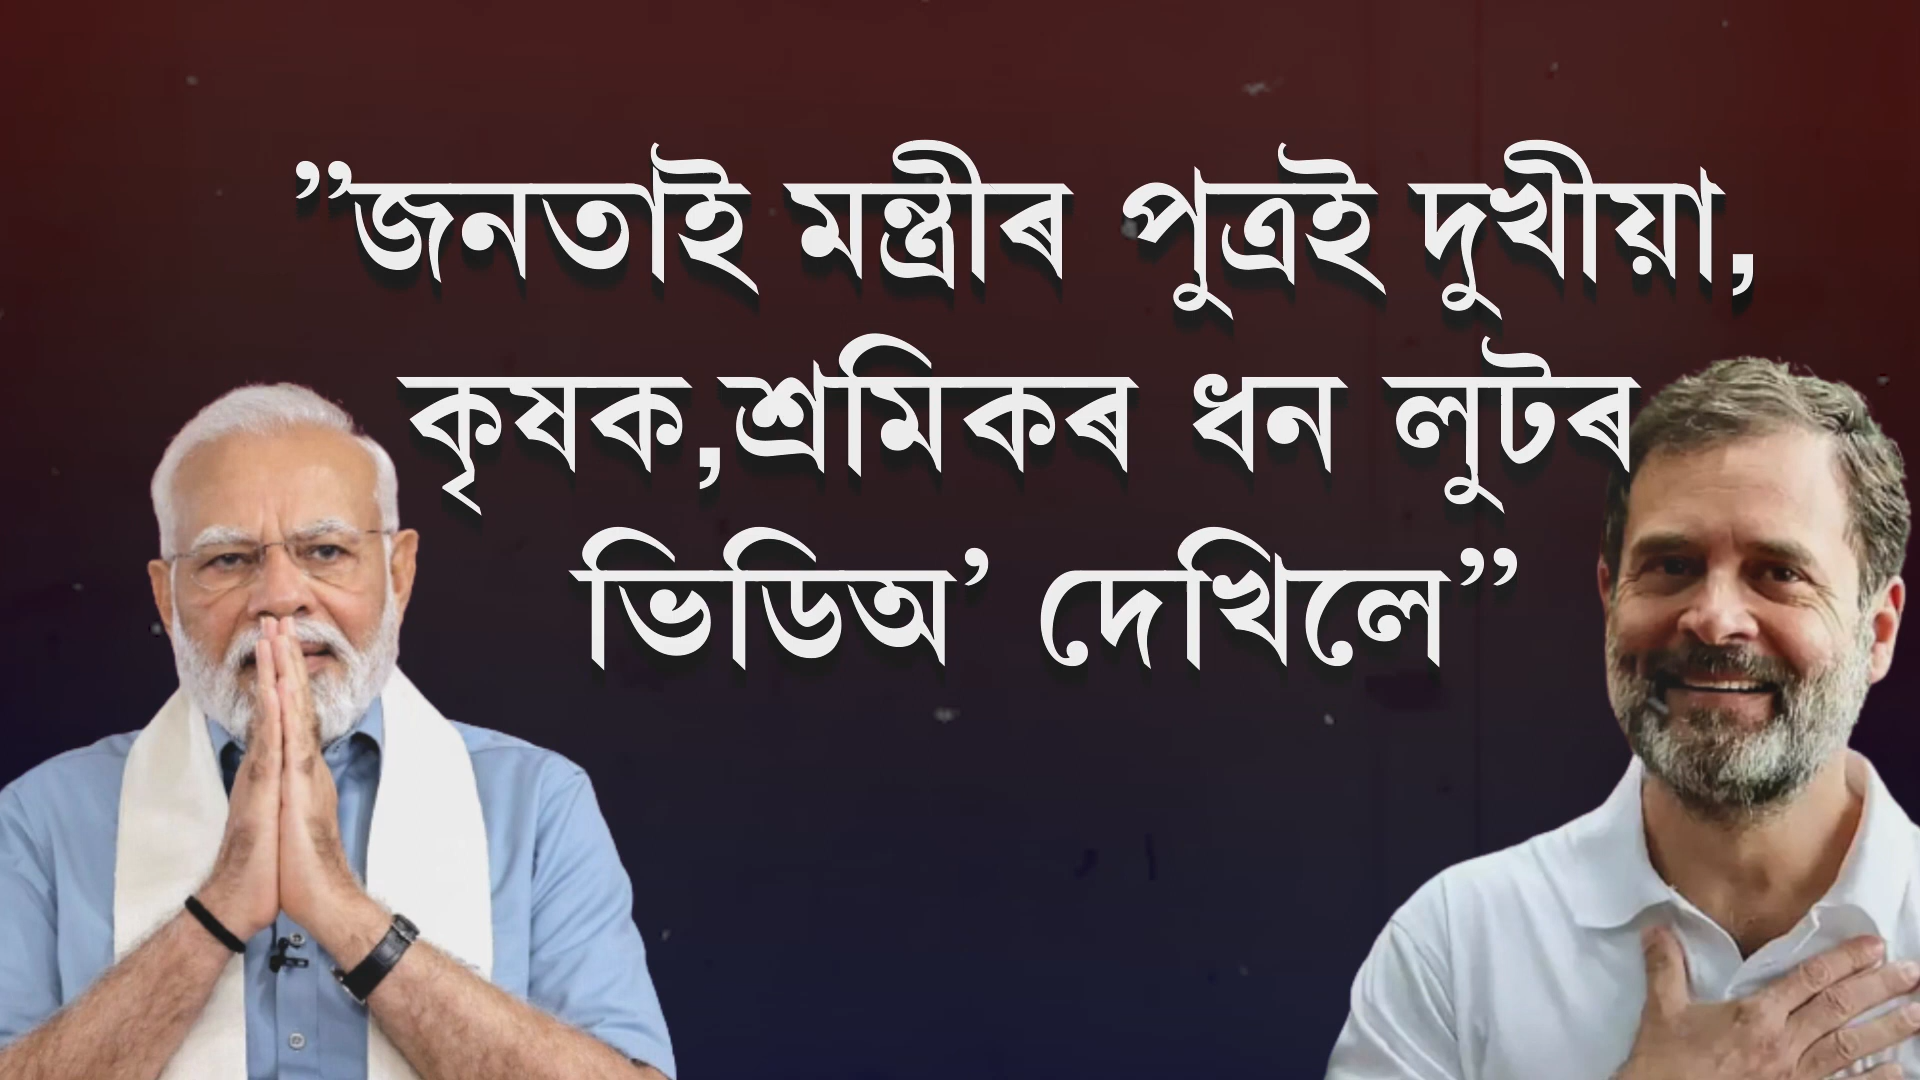 ”জনতাই মন্ত্ৰীৰ পুত্ৰই দুখীয়া,
কৃষক,শ্ৰমিকৰ ধন লুটৰ
ভিডিঅ’ দেখিলে”